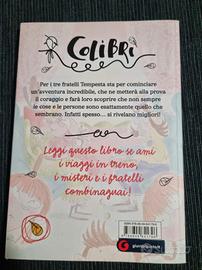 COLIBRÌ
Per i tre fratelli Tempesta sta per cominciare
un'avventura incredibile, che ne metterà alla prova
il coraggio e farà loro scoprire che non sempre
le cose e le persone sono esattamente quello che
sembrano. Infatti spesso... si rivelano migliori!
Leggi questo libro se ami
i viaggi in treno,
i misteri e i fratelli
combinaguai!